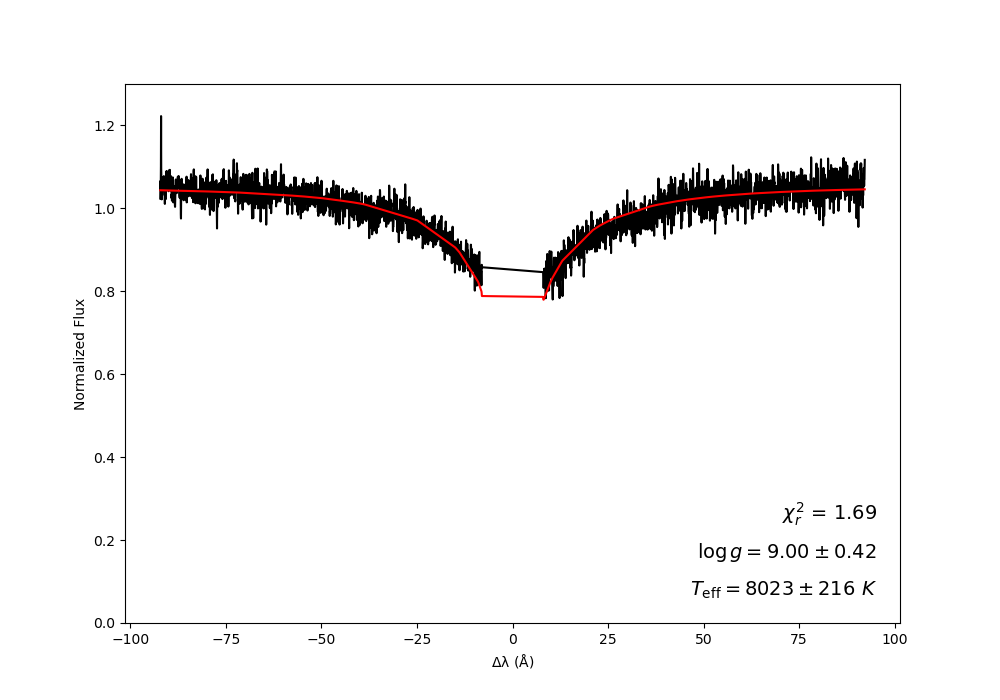 1.2
1.0
0.8
0.6
0.4
0.2
0.0
Normalized Flux
χ²ᵣ = 1.69
log g = 9.00 ± 0.42
T_eff = 8023 ± 216 K
−100 −75 −50 −25 0 25 50 75 100
Δλ (Å)